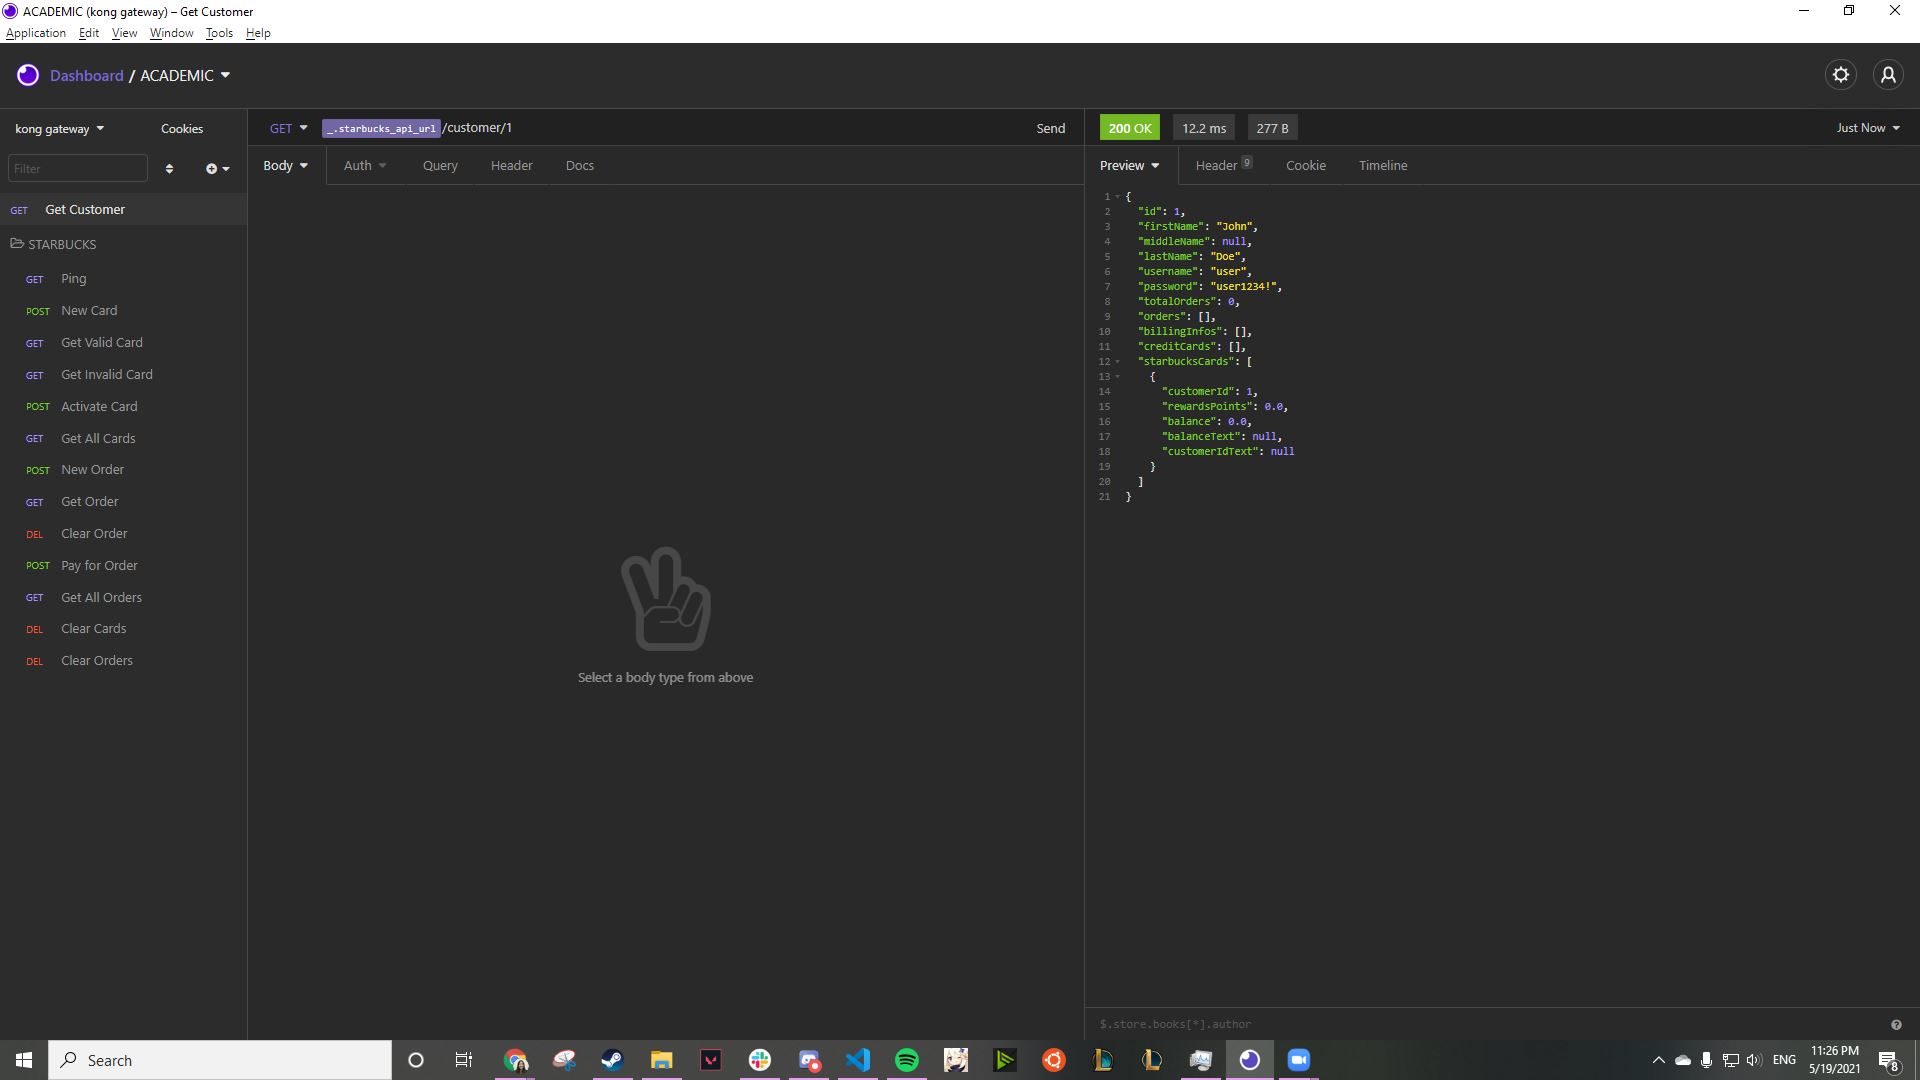 ACADEMIC (kong gateway) – Get Customer
Application Edit View Window Tools Help
Dashboard / ACADEMIC
kong gateway Cookies
Filter
GET Get Customer
STARBUCKS
GET Ping
POST New Card
GET Get Valid Card
GET Get Invalid Card
POST Activate Card
GET Get All Cards
POST New Order
GET Get Order
DEL Clear Order
POST Pay for Order
GET Get All Orders
DEL Clear Cards
DEL Clear Orders
GET _.starbucks_api_url /customer/1 Send
Body Auth Query Header Docs
Select a body type from above
200 OK 12.2 ms 277 B Just Now
Preview Header 9 Cookie Timeline
1 {
2 "id": 1,
3 "firstName": "John",
4 "middleName": null,
5 "lastName": "Doe",
6 "username": "user",
7 "password": "user1234!",
8 "totalOrders": 0,
9 "orders": [],
10 "billingInfos": [],
11 "creditCards": [],
12 "starbucksCards": [
13 {
14 "customerId": 1,
15 "rewardsPoints": 0.0,
16 "balance": 0.0,
17 "balanceText": null,
18 "customerIdText": null
19 }
20 ]
21 }
$.store.books[*].author
Search
ENG
11:26 PM
5/19/2021
8